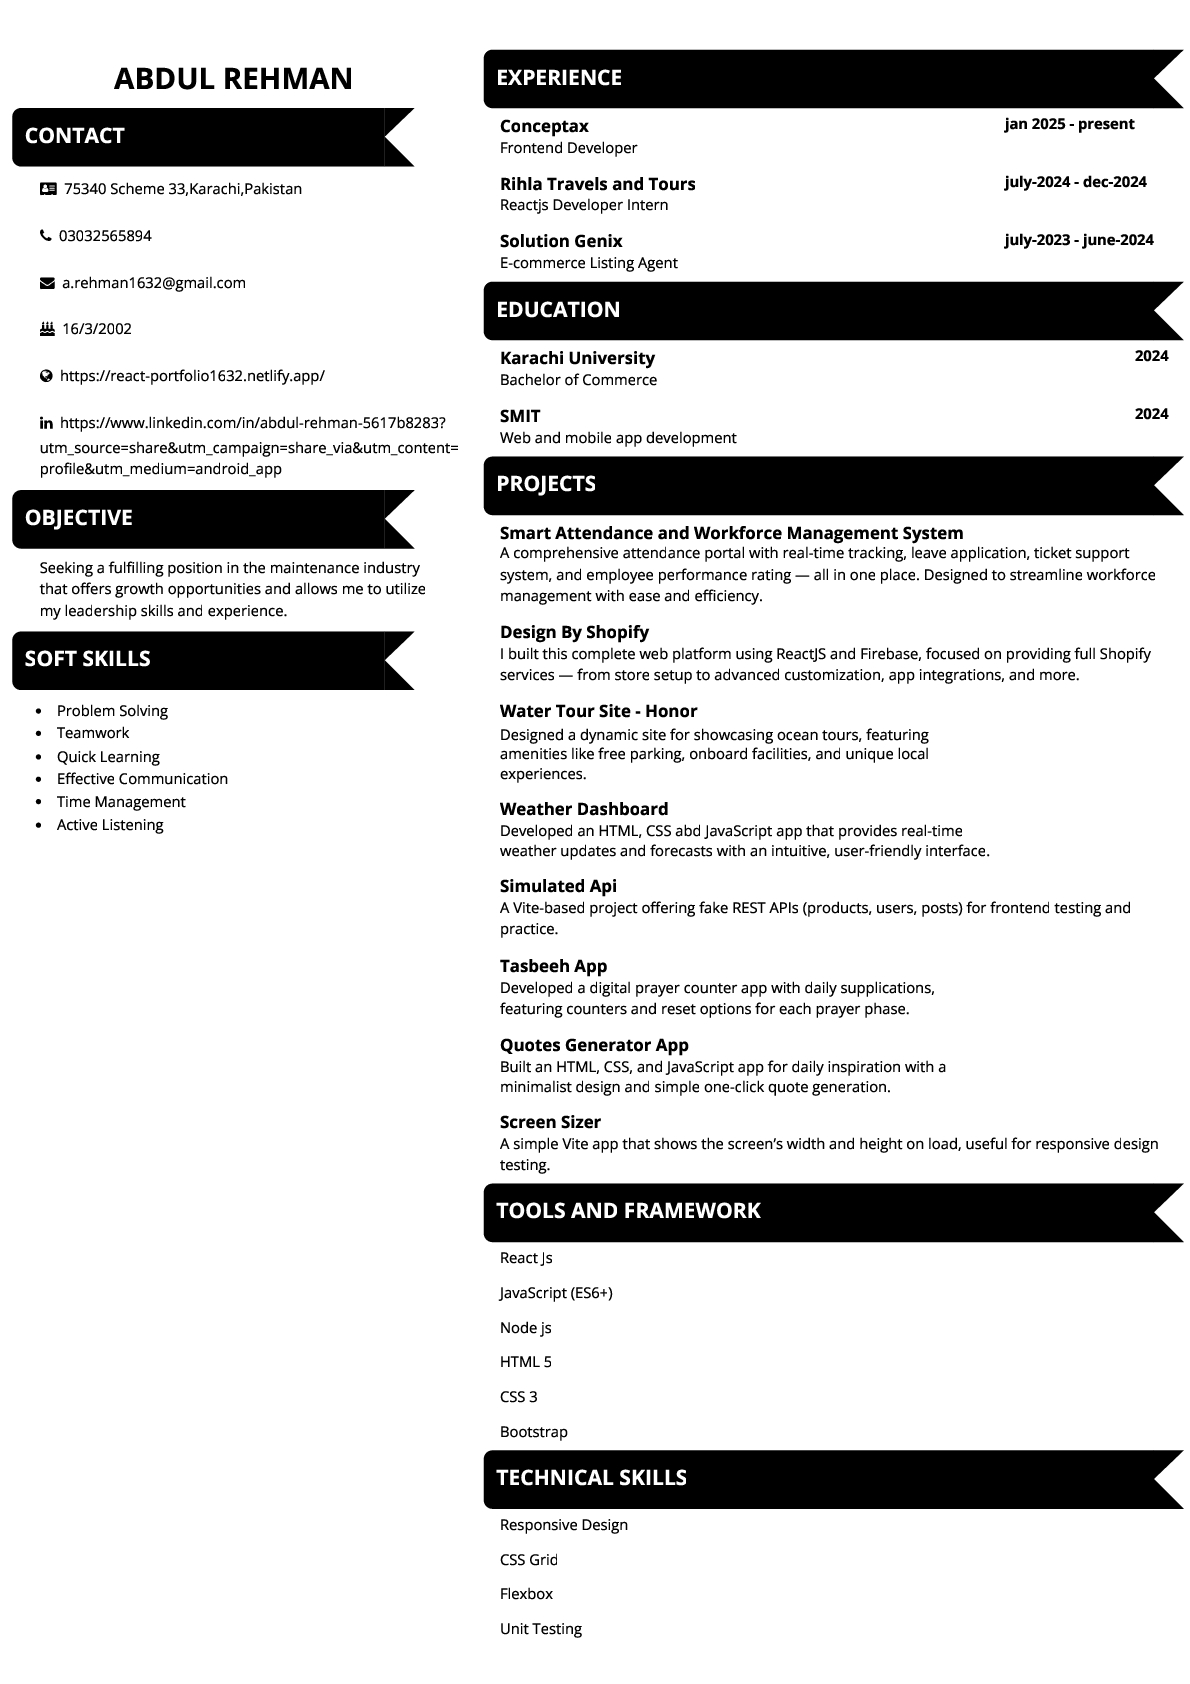 ABDUL REHMAN
CONTACT
75340 Scheme 33,Karachi,Pakistan
03032565894
a.rehman1632@gmail.com
16/3/2002
https://react-portfolio1632.netlify.app/
https://www.linkedin.com/in/abdul-rehman-5617b8283?
utm_source=share&utm_campaign=share_via&utm_content=
profile&utm_medium=android_app
OBJECTIVE
Seeking a fulfilling position in the maintenance industry
that offers growth opportunities and allows me to utilize
my leadership skills and experience.
SOFT SKILLS
• Problem Solving
• Teamwork
• Quick Learning
• Effective Communication
• Time Management
• Active Listening
EXPERIENCE
Conceptax jan 2025 - present
Frontend Developer
Rihla Travels and Tours july-2024 - dec-2024
Reactjs Developer Intern
Solution Genix july-2023 - june-2024
E-commerce Listing Agent
EDUCATION
Karachi University 2024
Bachelor of Commerce
SMIT 2024
Web and mobile app development
PROJECTS
Smart Attendance and Workforce Management System
A comprehensive attendance portal with real-time tracking, leave application, ticket support
system, and employee performance rating — all in one place. Designed to streamline workforce
management with ease and efficiency.
Design By Shopify
I built this complete web platform using ReactJS and Firebase, focused on providing full Shopify
services — from store setup to advanced customization, app integrations, and more.
Water Tour Site - Honor
Designed a dynamic site for showcasing ocean tours, featuring
amenities like free parking, onboard facilities, and unique local
experiences.
Weather Dashboard
Developed an HTML, CSS abd JavaScript app that provides real-time
weather updates and forecasts with an intuitive, user-friendly interface.
Simulated Api
A Vite-based project offering fake REST APIs (products, users, posts) for frontend testing and
practice.
Tasbeeh App
Developed a digital prayer counter app with daily supplications,
featuring counters and reset options for each prayer phase.
Quotes Generator App
Built an HTML, CSS, and JavaScript app for daily inspiration with a
minimalist design and simple one-click quote generation.
Screen Sizer
A simple Vite app that shows the screen’s width and height on load, useful for responsive design
testing.
TOOLS AND FRAMEWORK
React Js
JavaScript (ES6+)
Node js
HTML 5
CSS 3
Bootstrap
TECHNICAL SKILLS
Responsive Design
CSS Grid
Flexbox
Unit Testing